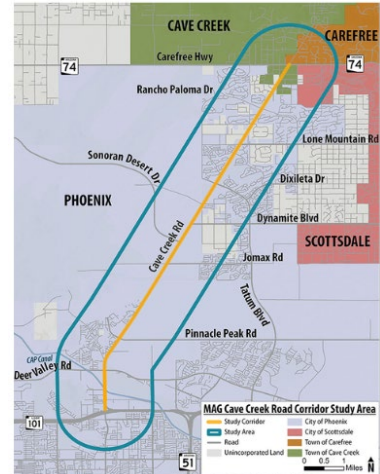 CAVE CREEK
CAREFREE
Carefree Hwy
74
74
Rancho Paloma Dr
Lone Mountain Rd
Sonoran Desert Dr
Dixileta Dr
PHOENIX
Dynamite Blvd
Cave Creek Rd
SCOTTSDALE
Jomax Rd
Tatum Blvd
Pinnacle Peak Rd
CAP Canal
Deer Valley Rd
101
51
MAG Cave Creek Road Corridor Study Area
Study Corridor
City of Phoenix
Study Area
City of Scottsdale
Road
Town of Carefree
Unincorporated Land
Town of Cave Creek
0 0.5 1
Miles
N